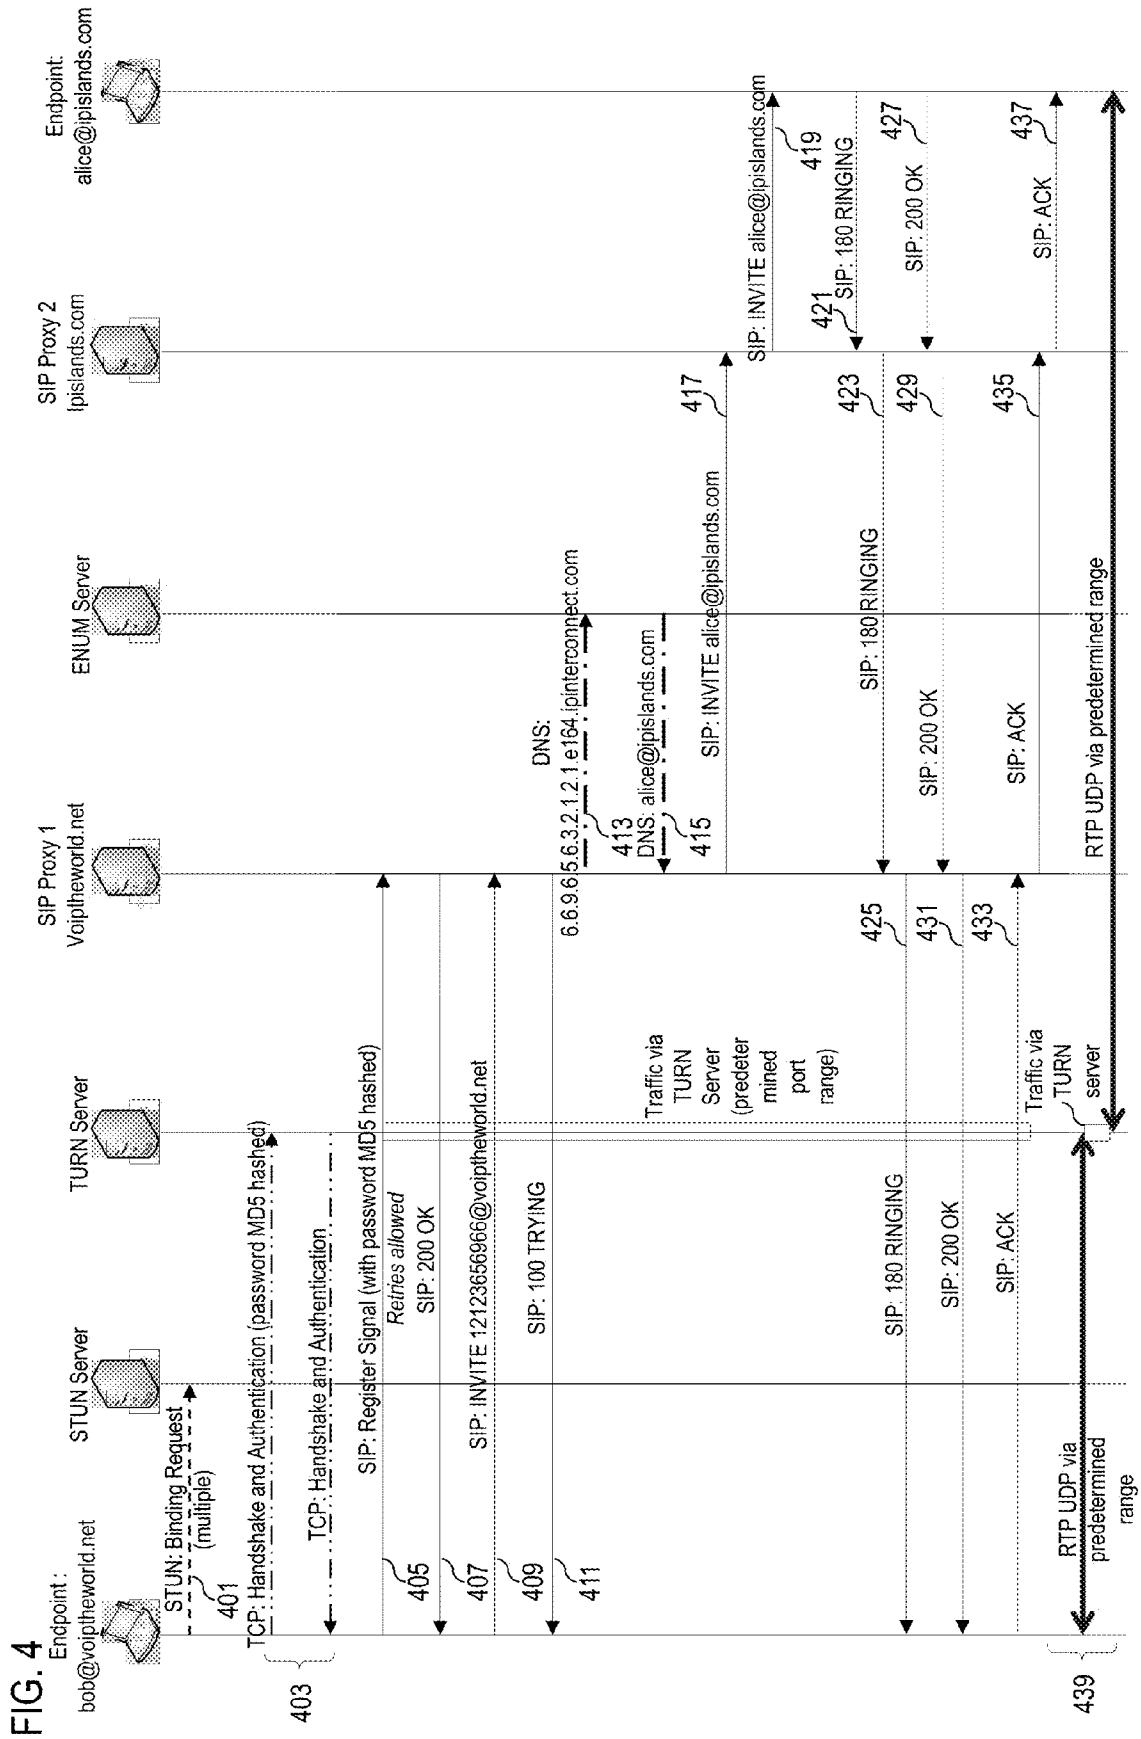 FIG. 4
Endpoint :
bob@voiptheworld.net
STUN Server
TURN Server
SIP Proxy 1
Voiptheworld.net
ENUM Server
SIP Proxy 2
Ipislands.com
Endpoint:
alice@ipislands.com
STUN: Binding Request
(multiple)
401
TCP: Handshake and Authentication (password MD5 hashed)
TCP: Handshake and Authentication
403
SIP: Register Signal (with password MD5 hashed)
405
Retries allowed
SIP: 200 OK
407
SIP: INVITE 12123656966@voiptheworld.net
409
SIP: 100 TRYING
411
DNS:
6.6.9.6.5.6.3.2.1.2.1.e164.ipinterconnect.com
413
DNS: alice@ipislands.com
415
SIP: INVITE alice@ipislands.com
417
SIP: INVITE alice@ipislands.com
419
Traffic via
TURN
Server
(predeter
mined
port
range)
SIP: 180 RINGING
421
SIP: 180 RINGING
423
SIP: 180 RINGING
425
SIP: 200 OK
427
SIP: 200 OK
429
SIP: 200 OK
431
SIP: ACK
433
SIP: ACK
435
SIP: ACK
437
Traffic via
TURN
server
RTP UDP via
predetermined
range
RTP UDP via predetermined range
439